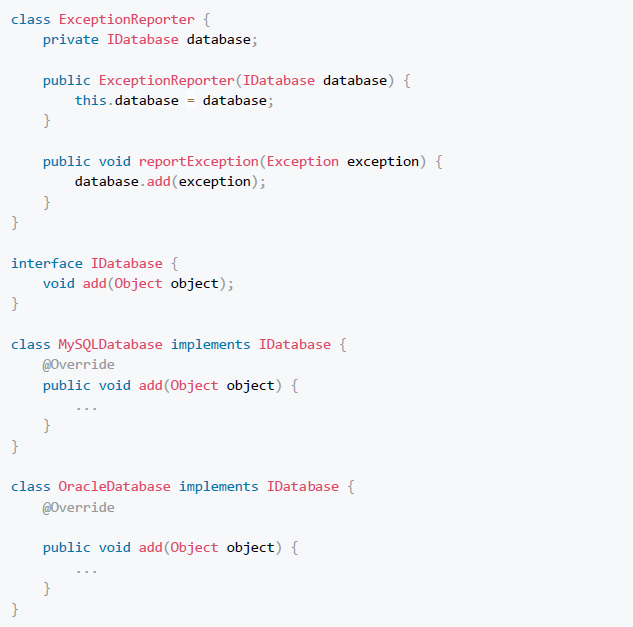 class ExceptionReporter {
    private IDatabase database;

    public ExceptionReporter(IDatabase database) {
        this.database = database;
    }

    public void reportException(Exception exception) {
        database.add(exception);
    }
}

interface IDatabase {
    void add(Object object);
}

class MySQLDatabase implements IDatabase {
    @Override
    public void add(Object object) {
        ...
    }
}

class OracleDatabase implements IDatabase {
    @Override

    public void add(Object object) {
        ...
    }
}